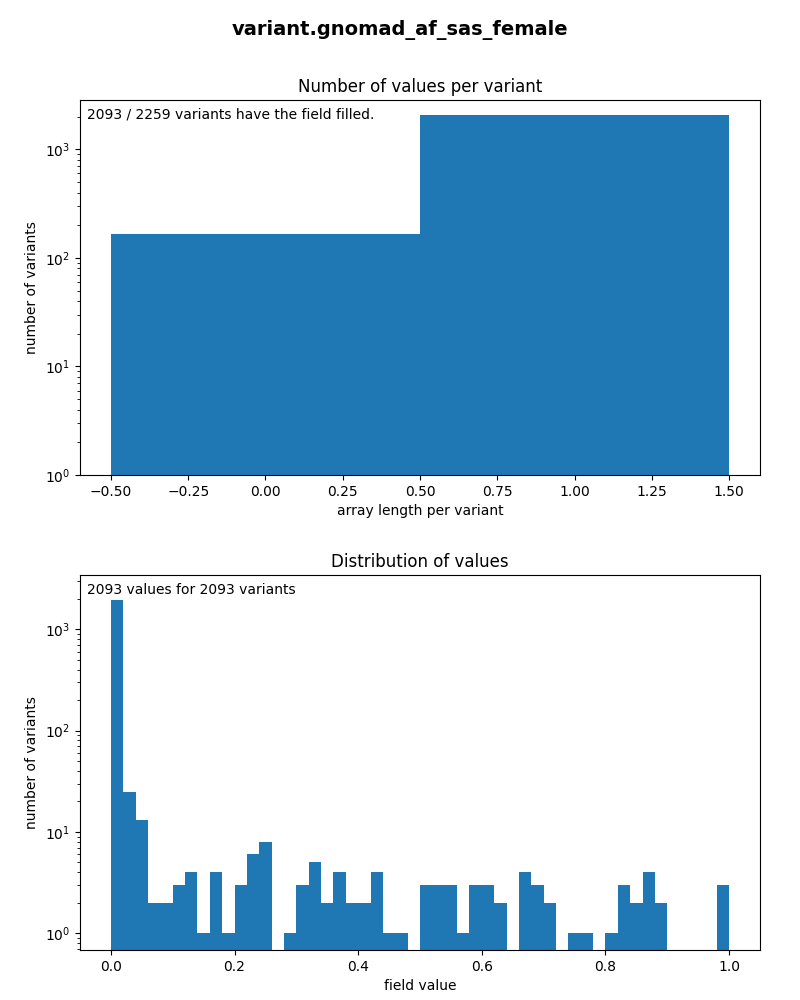 variant.gnomad_af_sas_female
Number of values per variant
2093 / 2259 variants have the field filled.
number of variants
10³
10²
10¹
10⁰
−0.50 −0.25 0.00 0.25 0.50 0.75 1.00 1.25 1.50
array length per variant
Distribution of values
2093 values for 2093 variants
number of variants
10³
10²
10¹
10⁰
0.0 0.2 0.4 0.6 0.8 1.0
field value